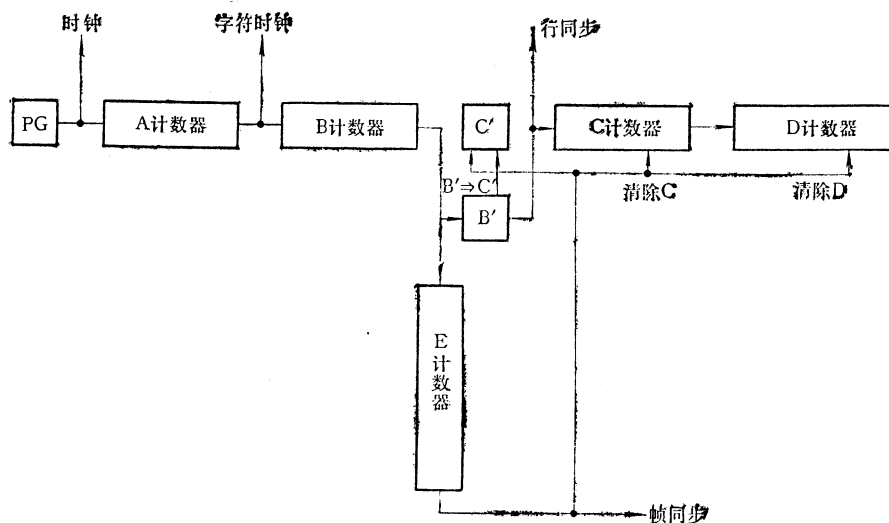 时钟
字符时钟
行同步
PG
A计数器
B计数器
C′
C计数器
D计数器
B′⇒C′
清除C
清除D
B′
E计数器
帧同步